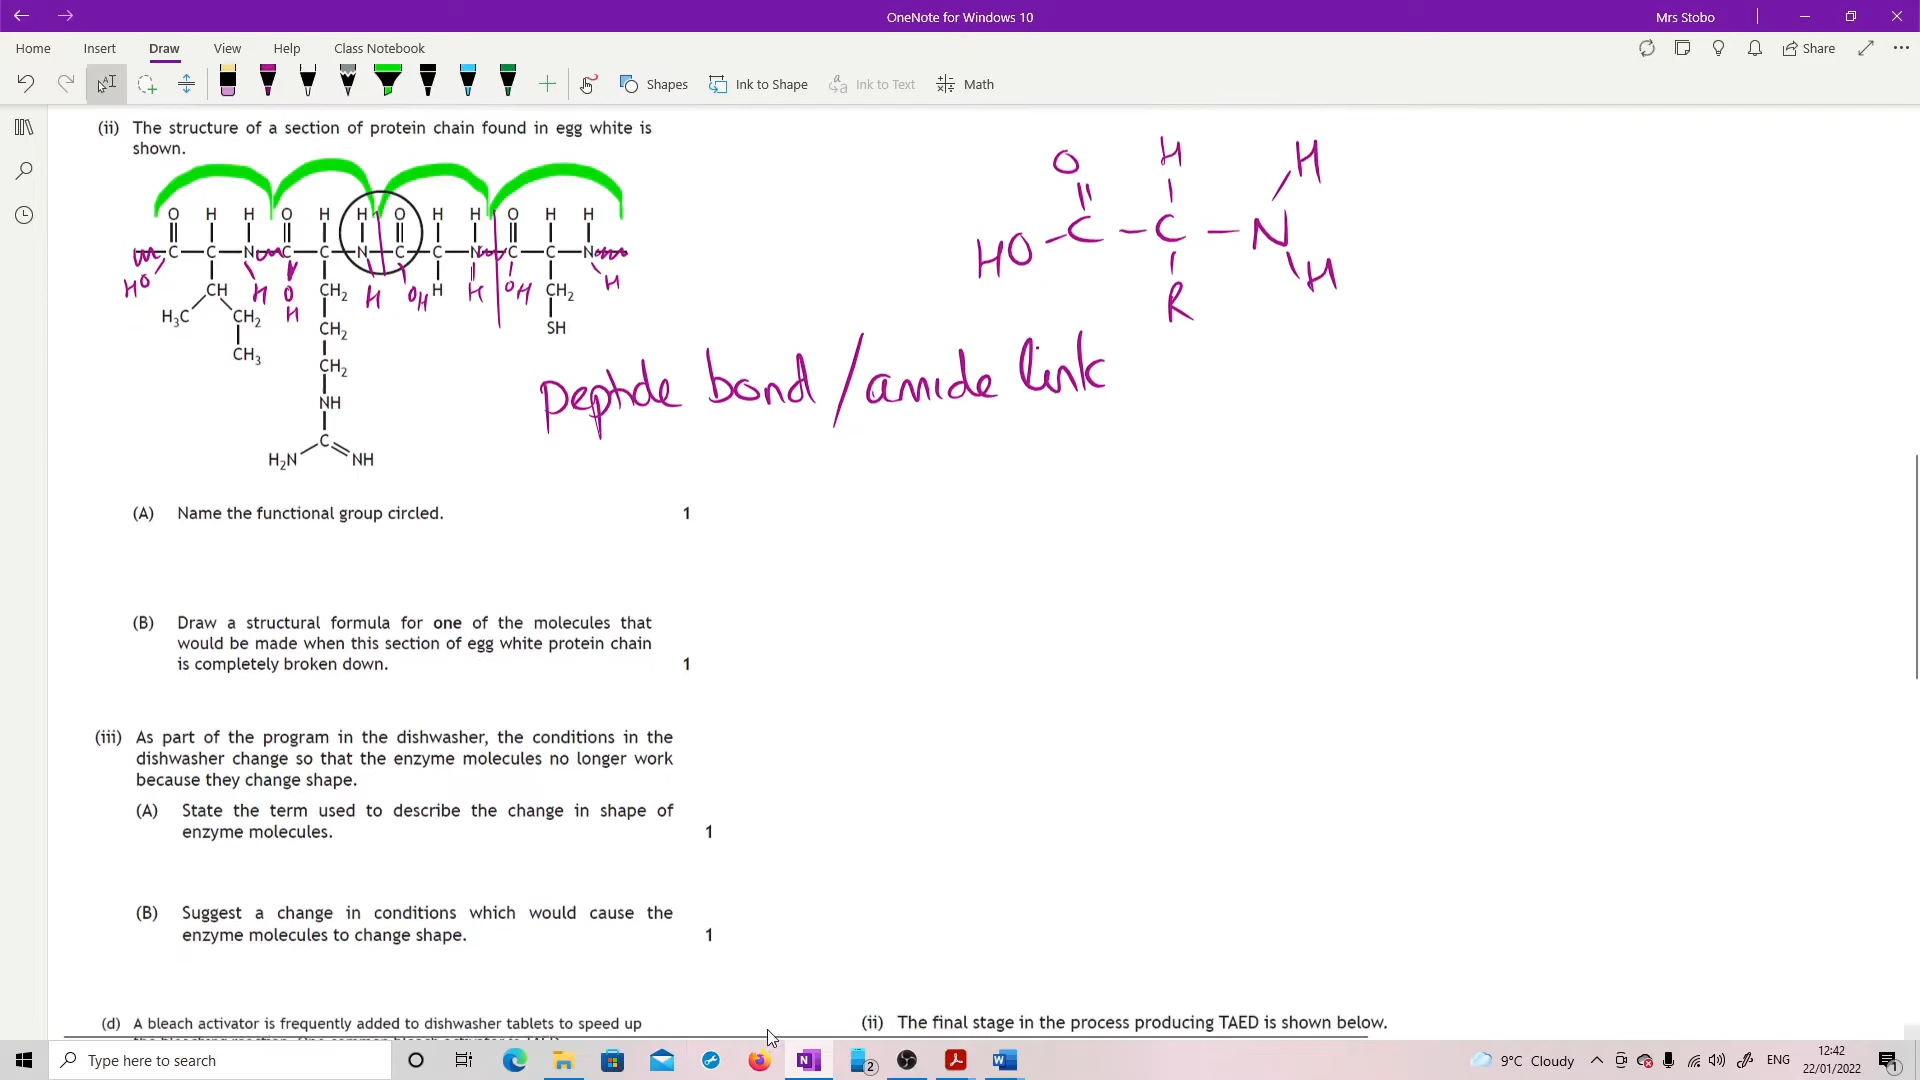 OneNote for Windows 10
Mrs Stobo
Home Insert Draw View Help Class Notebook
Share
Shapes Ink to Shape Ink to Text Math
(ii) The structure of a section of protein chain found in egg white is
shown.
O H H O H H O H H O H H
C C N C C N C C N C C N
HO H O H OH H OH H
H
CH CH₂ H CH₂
H₃C CH₂ CH₂ SH
CH₃ CH₂
NH
C
H₂N NH
O H H
HO - C - C - N
R H
peptide bond / amide link
(A) Name the functional group circled. 1
(B) Draw a structural formula for one of the molecules that
would be made when this section of egg white protein chain
is completely broken down. 1
(iii) As part of the program in the dishwasher, the conditions in the
dishwasher change so that the enzyme molecules no longer work
because they change shape.
(A) State the term used to describe the change in shape of
enzyme molecules. 1
(B) Suggest a change in conditions which would cause the
enzyme molecules to change shape. 1
(d) A bleach activator is frequently added to dishwasher tablets to speed up
(ii) The final stage in the process producing TAED is shown below.
Type here to search
2
9°C Cloudy
ENG
12:42
22/01/2022
1